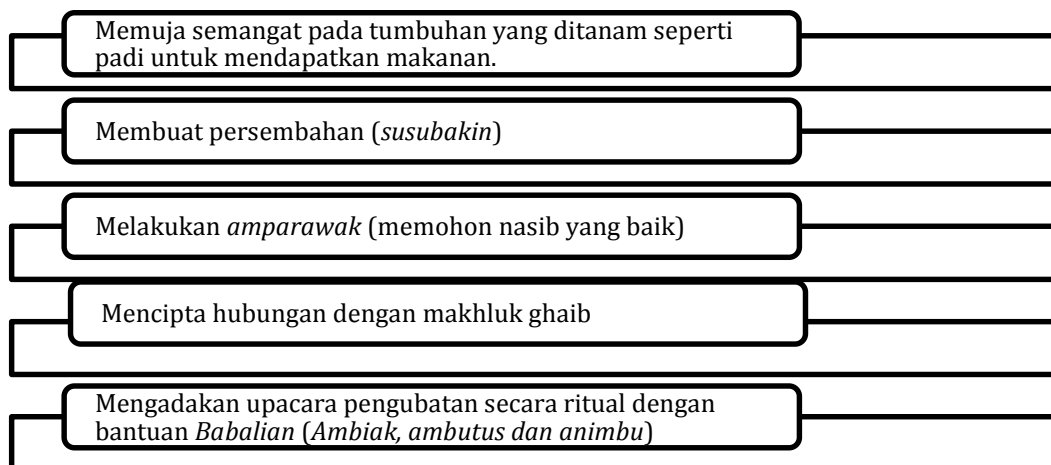 Memuja semangat pada tumbuhan yang ditanam seperti
padi untuk mendapatkan makanan.
Membuat persembahan (susubakin)
Melakukan amparawak (memohon nasib yang baik)
Mencipta hubungan dengan makhluk ghaib
Mengadakan upacara pengubatan secara ritual dengan
bantuan Babalian (Ambiak, ambutus dan animbu)